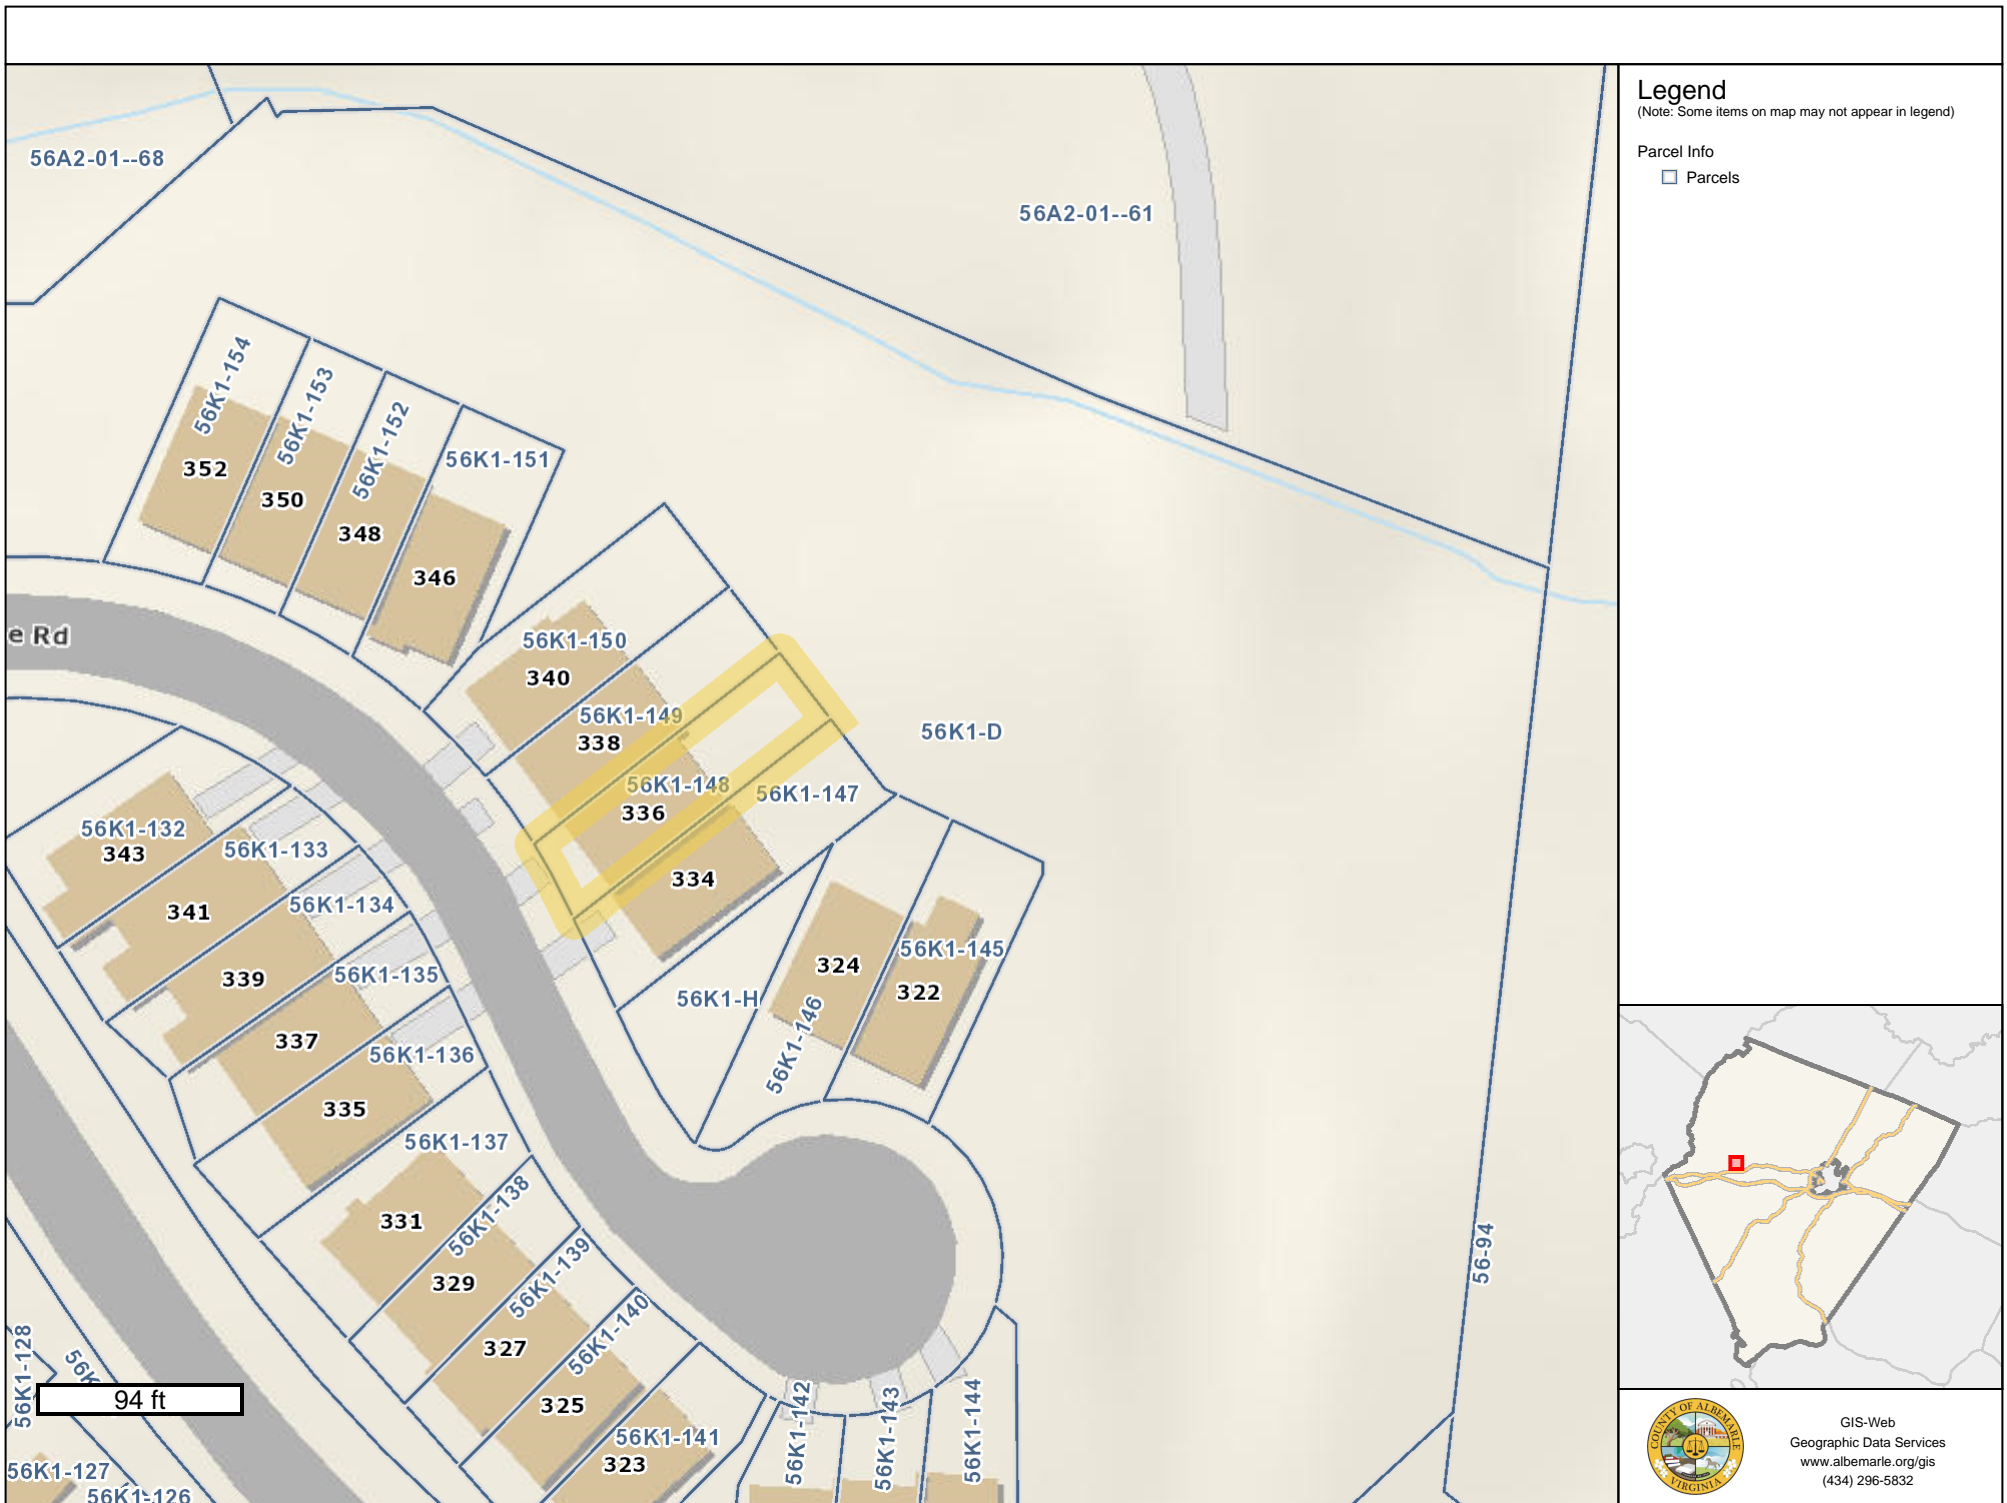 Legend
(Note: Some items on map may not appear in legend)
Parcel Info
Parcels
56A2-01--68
56A2-01--61
56K1-154
56K1-153
56K1-152
56K1-151
352
350
348
346
e Rd
56K1-150
340
56K1-149
338
56K1-148
336
56K1-147
334
56K1-D
56K1-132
343
56K1-133
341
56K1-134
339
56K1-135
337
56K1-136
335
56K1-H
324
56K1-146
56K1-145
322
56K1-137
331
56K1-138
329
56K1-139
327
56K1-140
325
56K1-141
323
56K1-142
56K1-143
56K1-144
56-94
56K1-128
56K
94 ft
56K1-127
56K1-126
COUNTY OF ALBEMARLE
VIRGINIA
GIS-Web
Geographic Data Services
www.albemarle.org/gis
(434) 296-5832